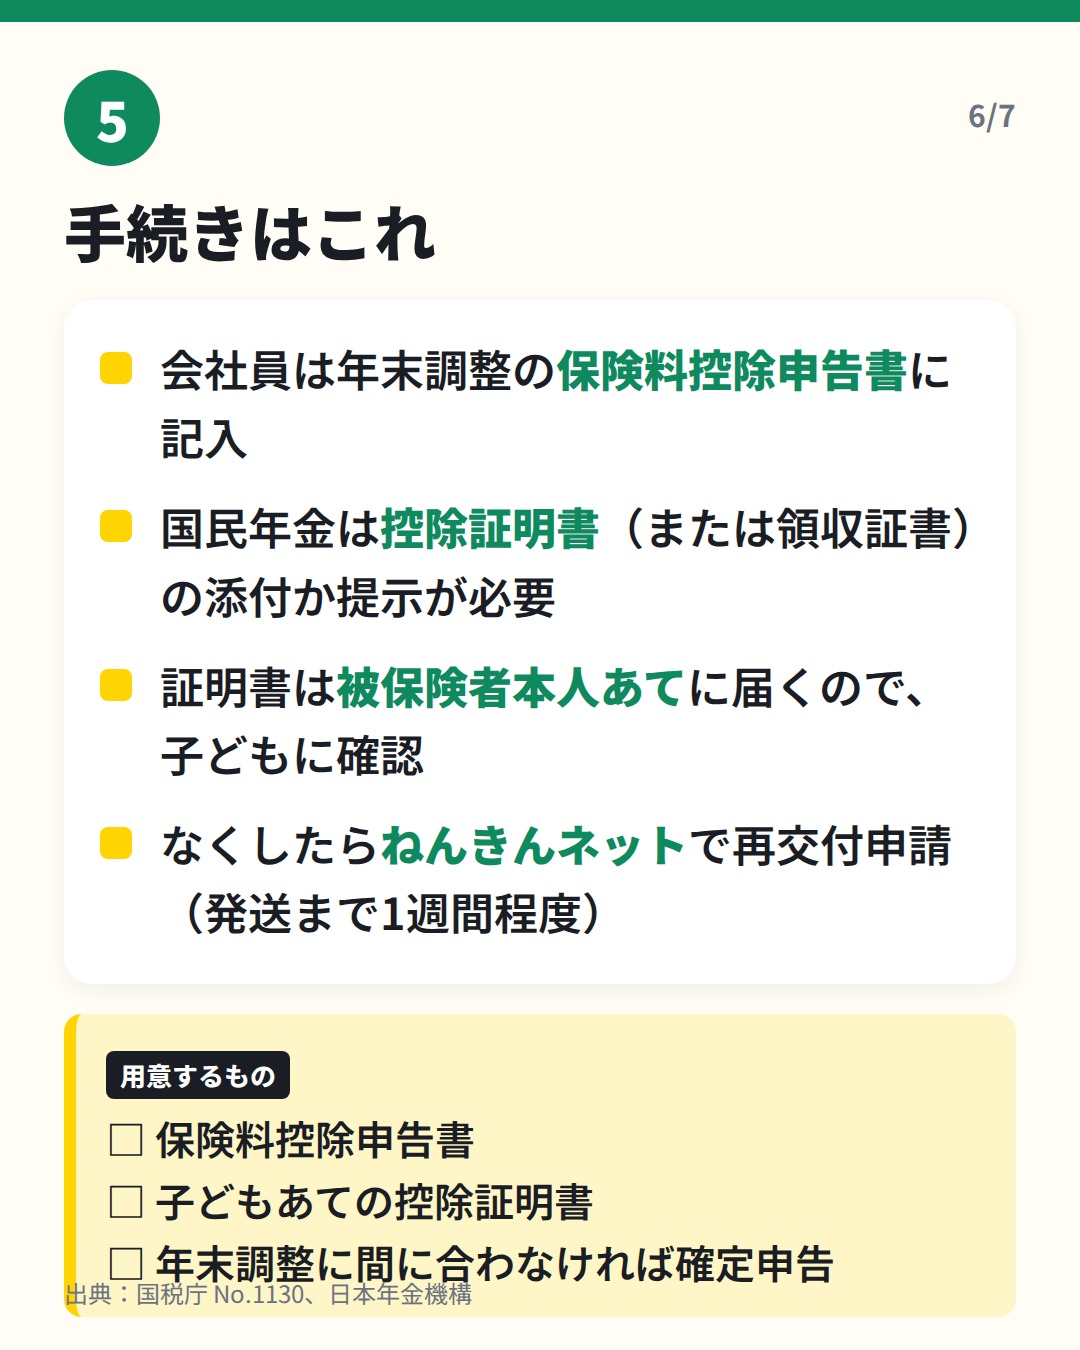 5
6/7
手続きはこれ
会社員は年末調整の保険料控除申告書に
記入
国民年金は控除証明書（または領収証書）
の添付か提示が必要
証明書は被保険者本人あてに届くので、
子どもに確認
なくしたらねんきんネットで再交付申請
（発送まで1週間程度）
用意するもの
□ 保険料控除申告書
□ 子どもあての控除証明書
□ 年末調整に間に合わなければ確定申告
出典：国税庁 No.1130、日本年金機構